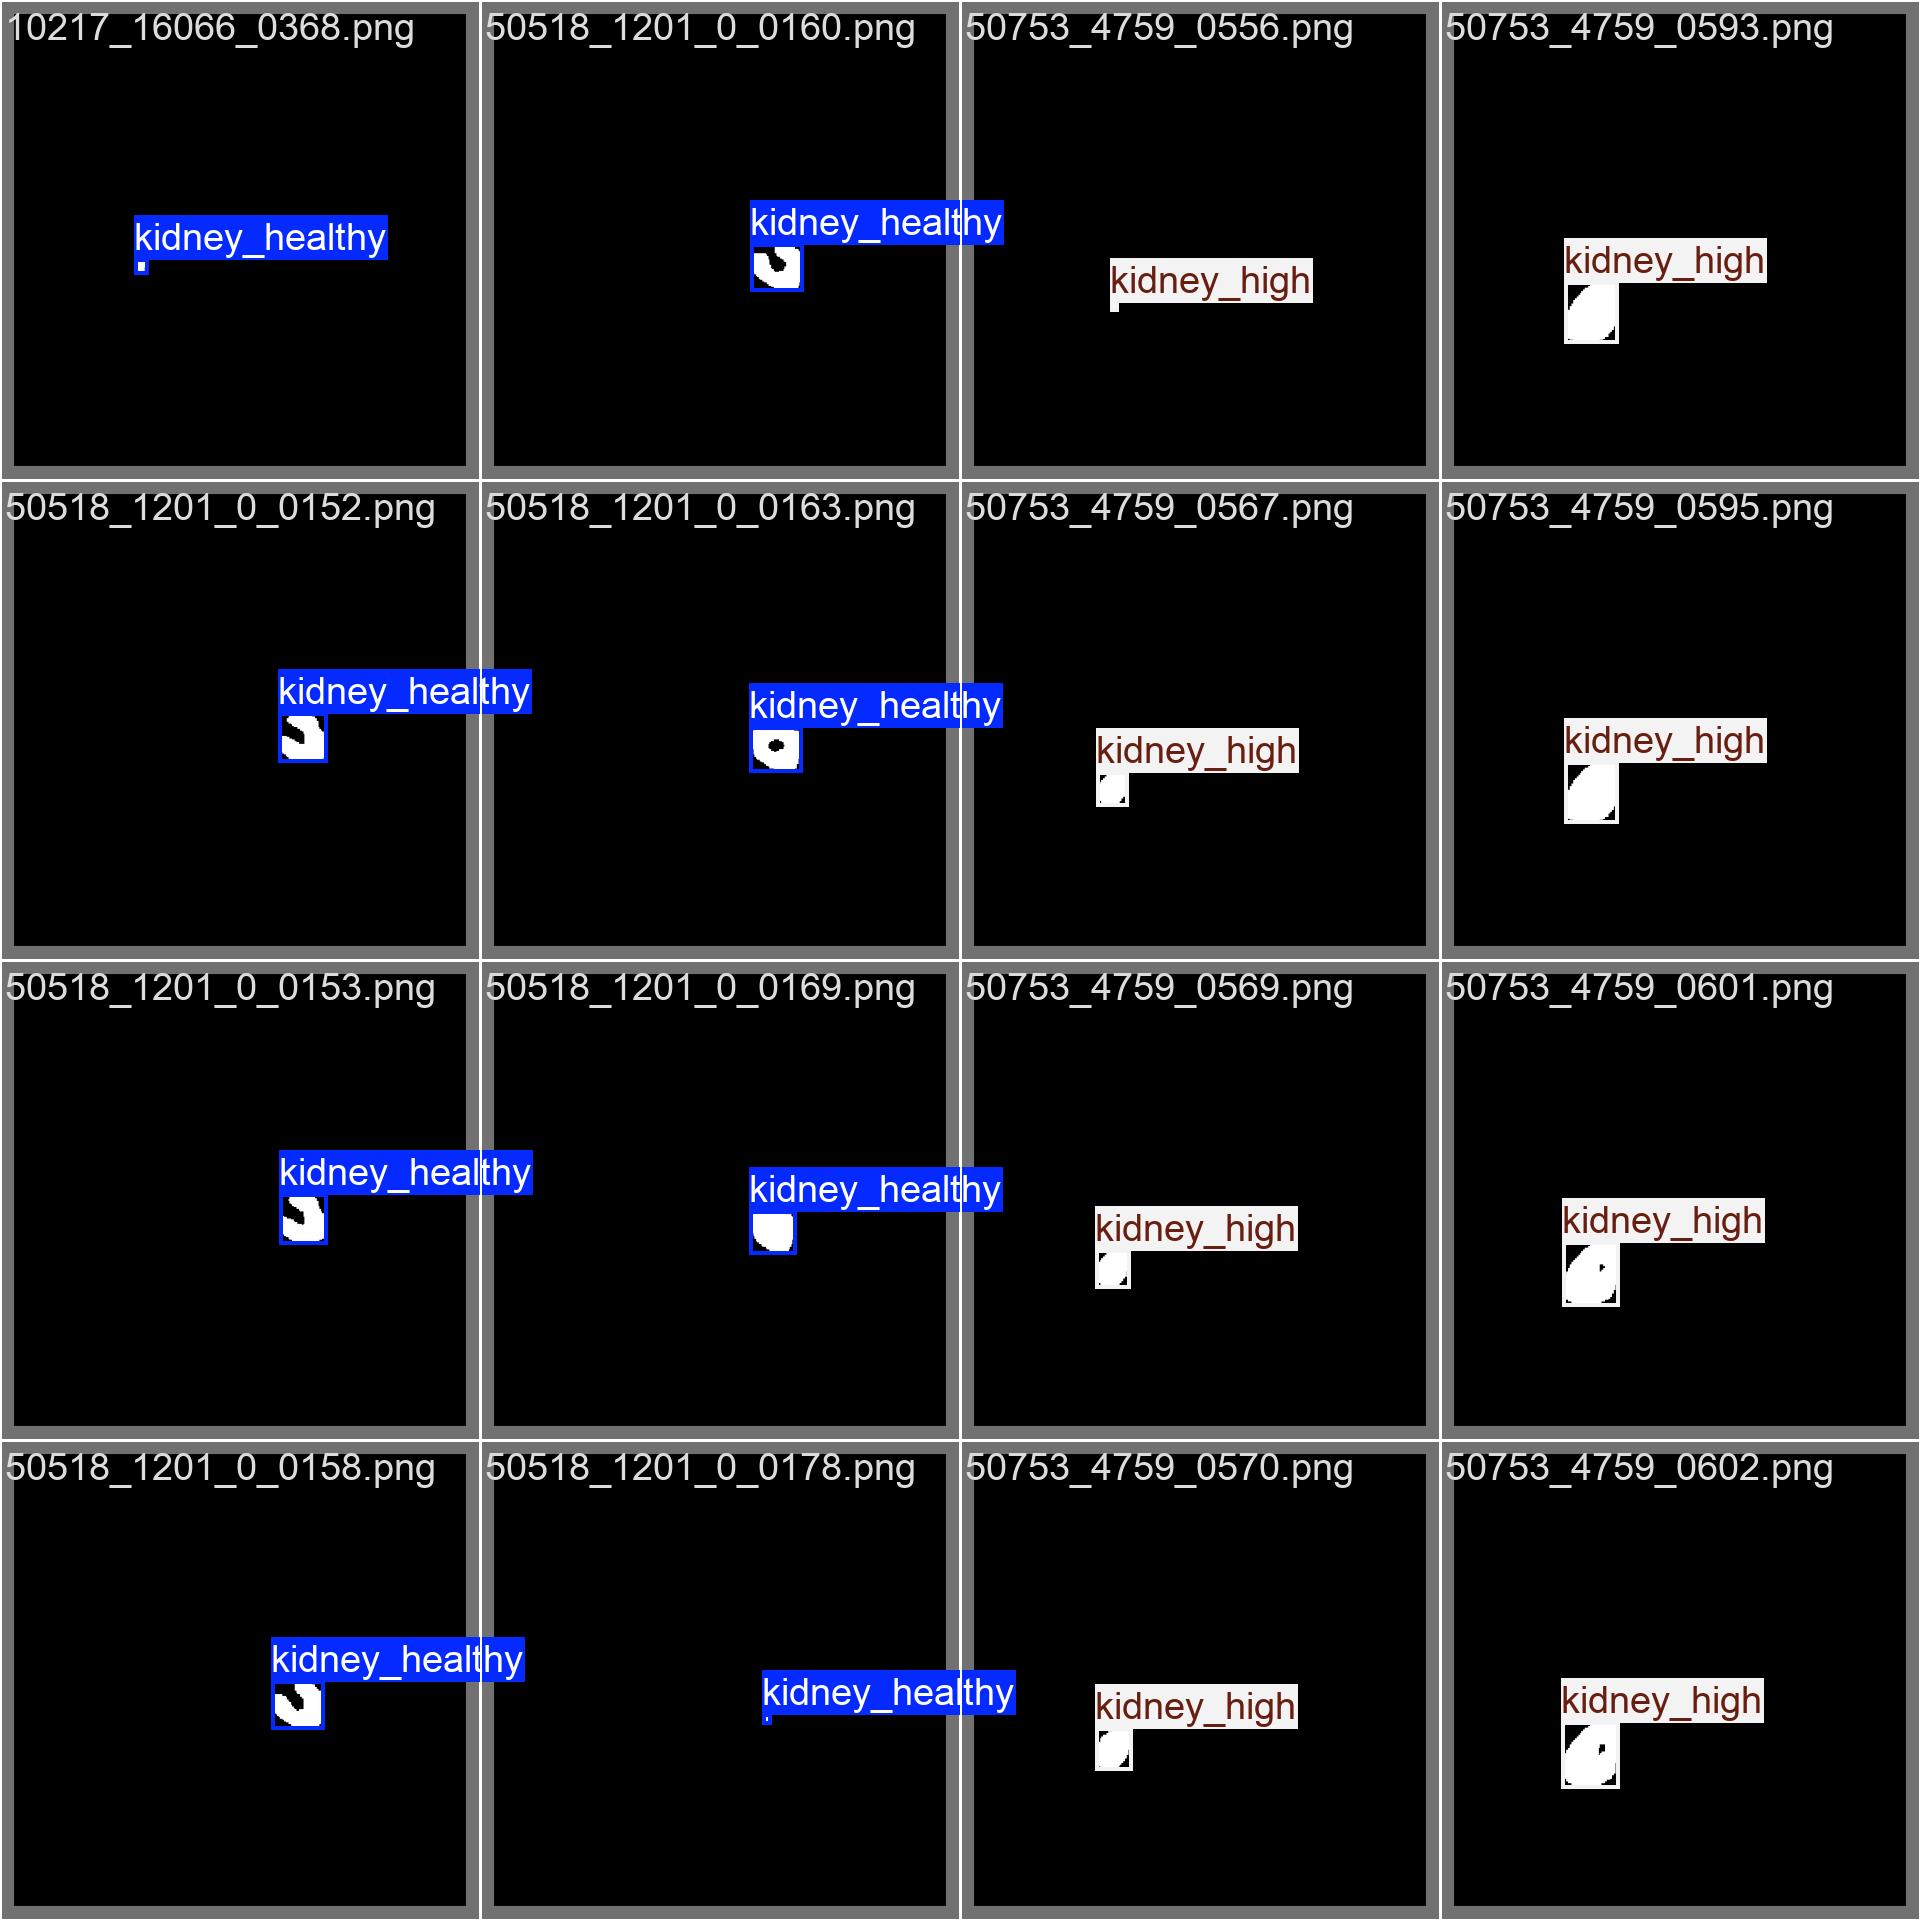 10217_16066_0368.png
kidney_healthy
50518_1201_0_0160.png
kidney_healthy
50753_4759_0556.png
kidney_high
50753_4759_0593.png
kidney_high
50518_1201_0_0152.png
kidney_healthy
50518_1201_0_0163.png
kidney_healthy
50753_4759_0567.png
kidney_high
50753_4759_0595.png
kidney_high
50518_1201_0_0153.png
kidney_healthy
50518_1201_0_0169.png
kidney_healthy
50753_4759_0569.png
kidney_high
50753_4759_0601.png
kidney_high
50518_1201_0_0158.png
kidney_healthy
50518_1201_0_0178.png
kidney_healthy
50753_4759_0570.png
kidney_high
50753_4759_0602.png
kidney_high